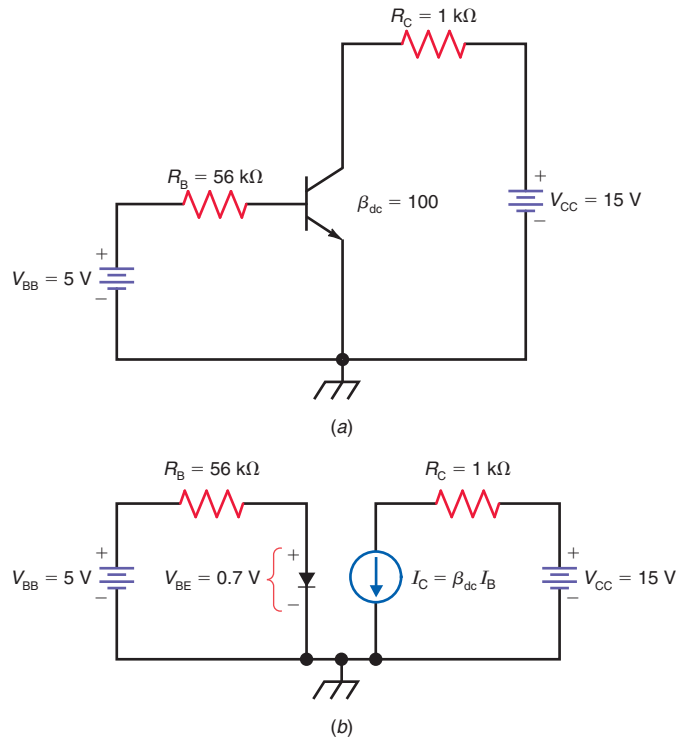 R_C = 1 kΩ
R_B = 56 kΩ
+
β_dc = 100
V_CC = 15 V
−
+
V_BB = 5 V
−
(a)
R_B = 56 kΩ
R_C = 1 kΩ
+
V_BB = 5 V
−
+
V_BE = 0.7 V
−
I_C = β_dc I_B
+
V_CC = 15 V
−
(b)